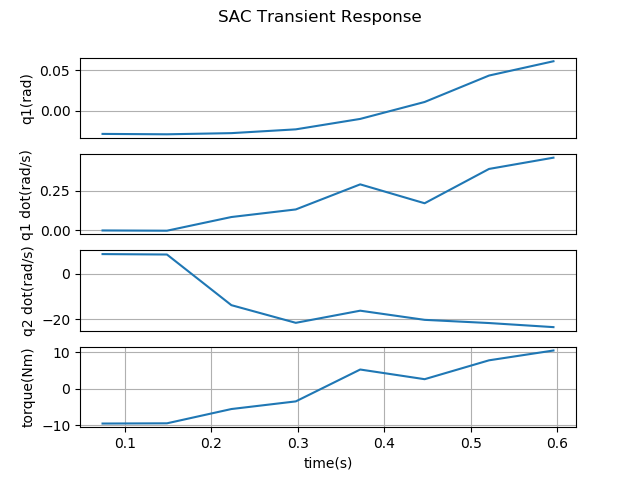 SAC Transient Response
q1(rad)
0.05
0.00
q1 dot(rad/s)
0.25
0.00
q2 dot(rad/s)
0
−20
torque(Nm)
10
0
−10
0.1 0.2 0.3 0.4 0.5 0.6
time(s)